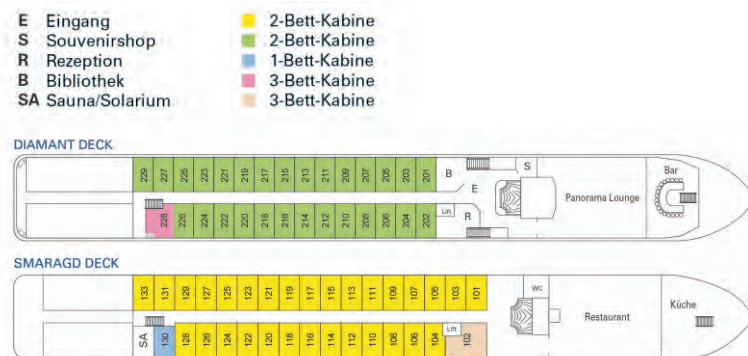 E Eingang
S Souvenirshop
R Rezeption
B Bibliothek
SA Sauna/Solarium
2-Bett-Kabine
2-Bett-Kabine
1-Bett-Kabine
3-Bett-Kabine
3-Bett-Kabine
DIAMANT DECK
229 227 225 223 221 219 217 215 213 211 209 207 205 203 201
B
E
S
Panorama Lounge
Bar
228 226 224 222 220 218 216 214 212 210 208 206 204 202
Lift
R
SMARAGD DECK
133 131 129 127 125 123 121 119 117 115 113 111 109 107 105 103 101
WC
Restaurant
Küche
SA
130 128 126 124 122 120 118 116 114 112 110 108 106 104
Lift
102